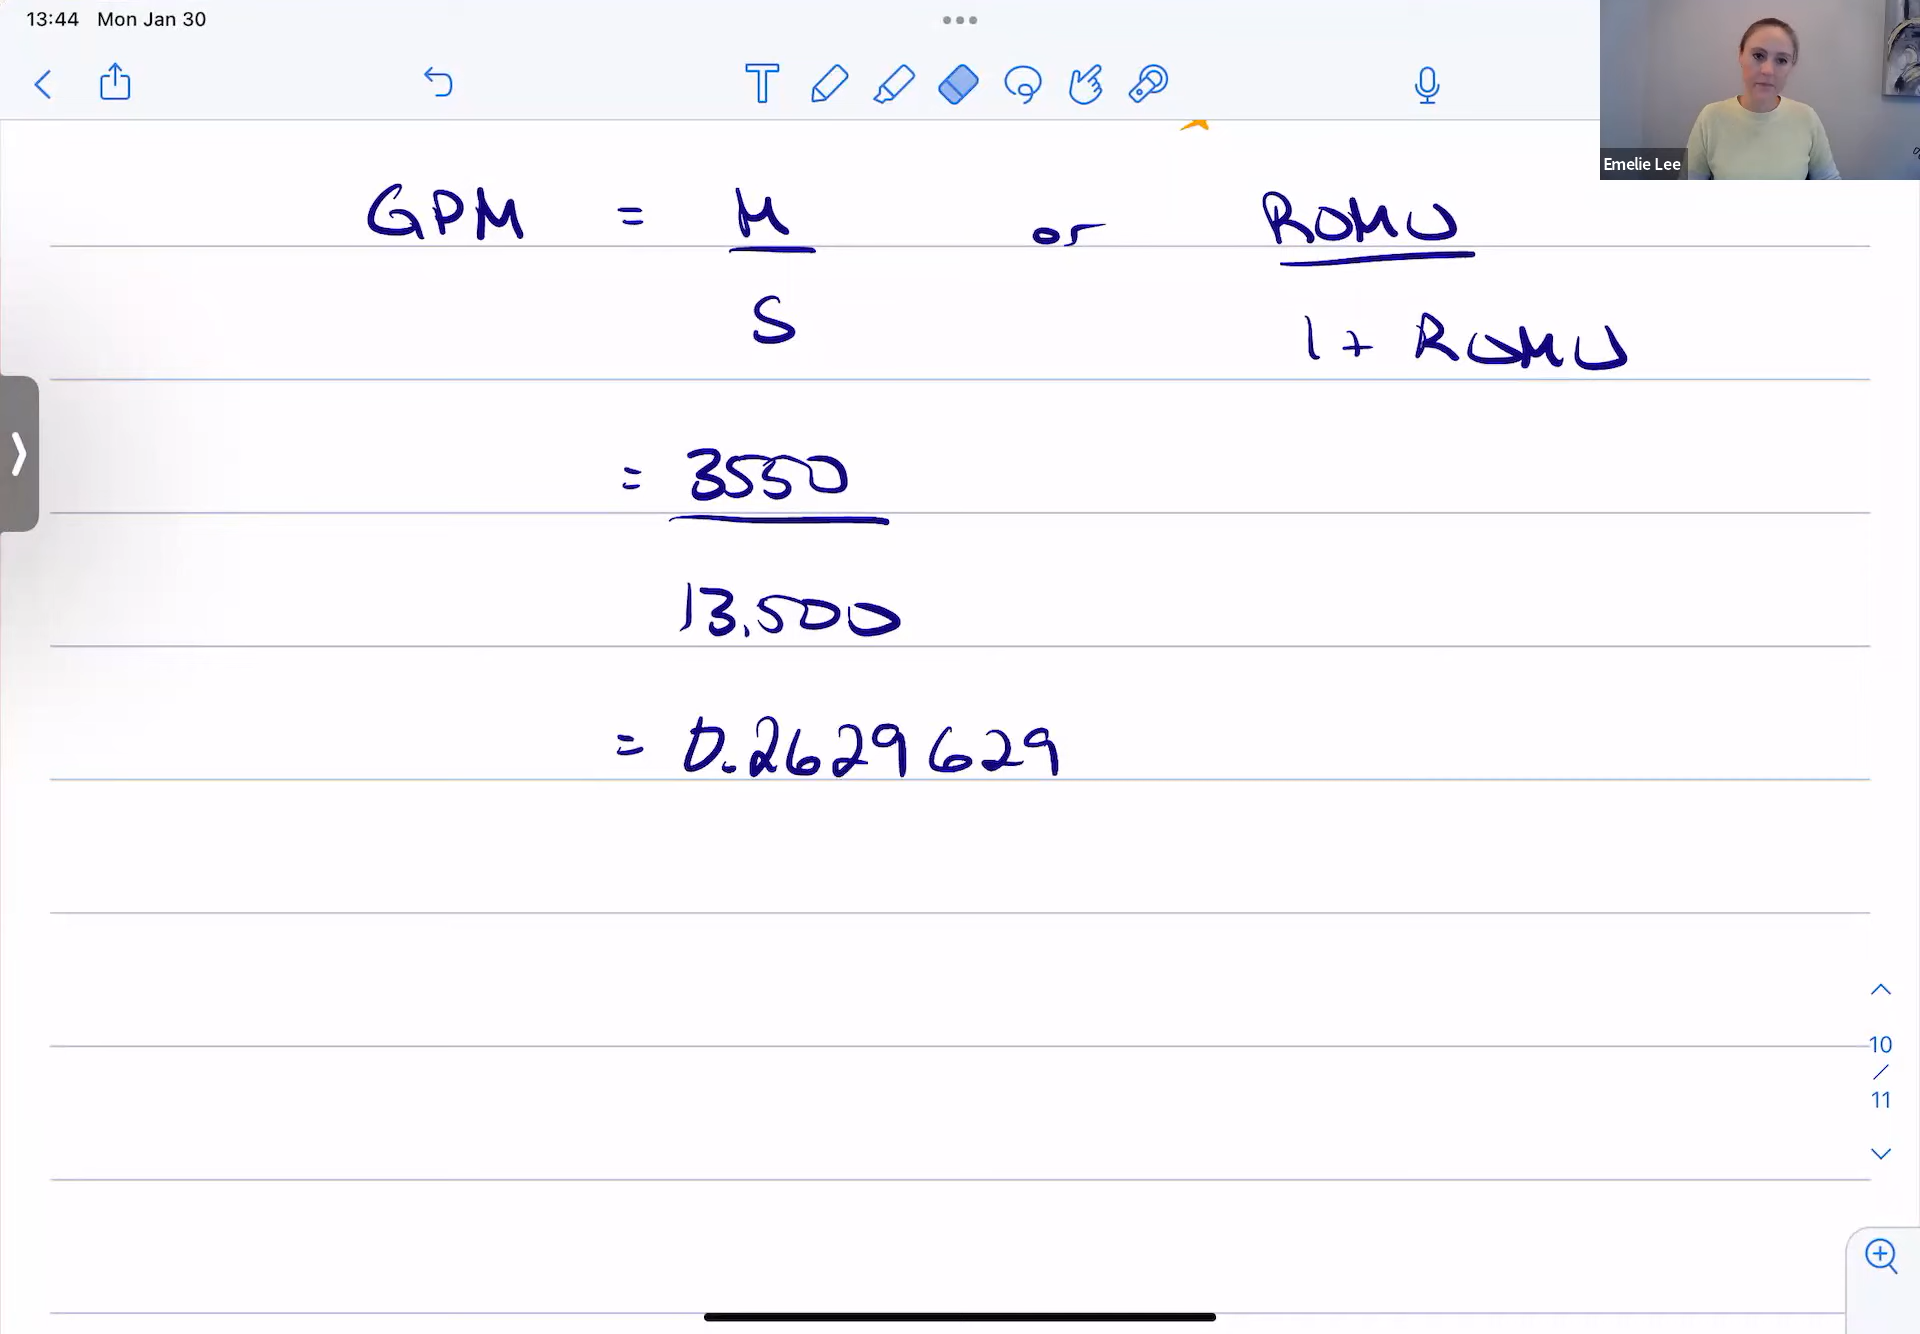 13:44 Mon Jan 30
Emelie Lee
GPM = M or ROMU
S 1 + ROMU
= 3550
13,500
= 0.2629629
10
/
11